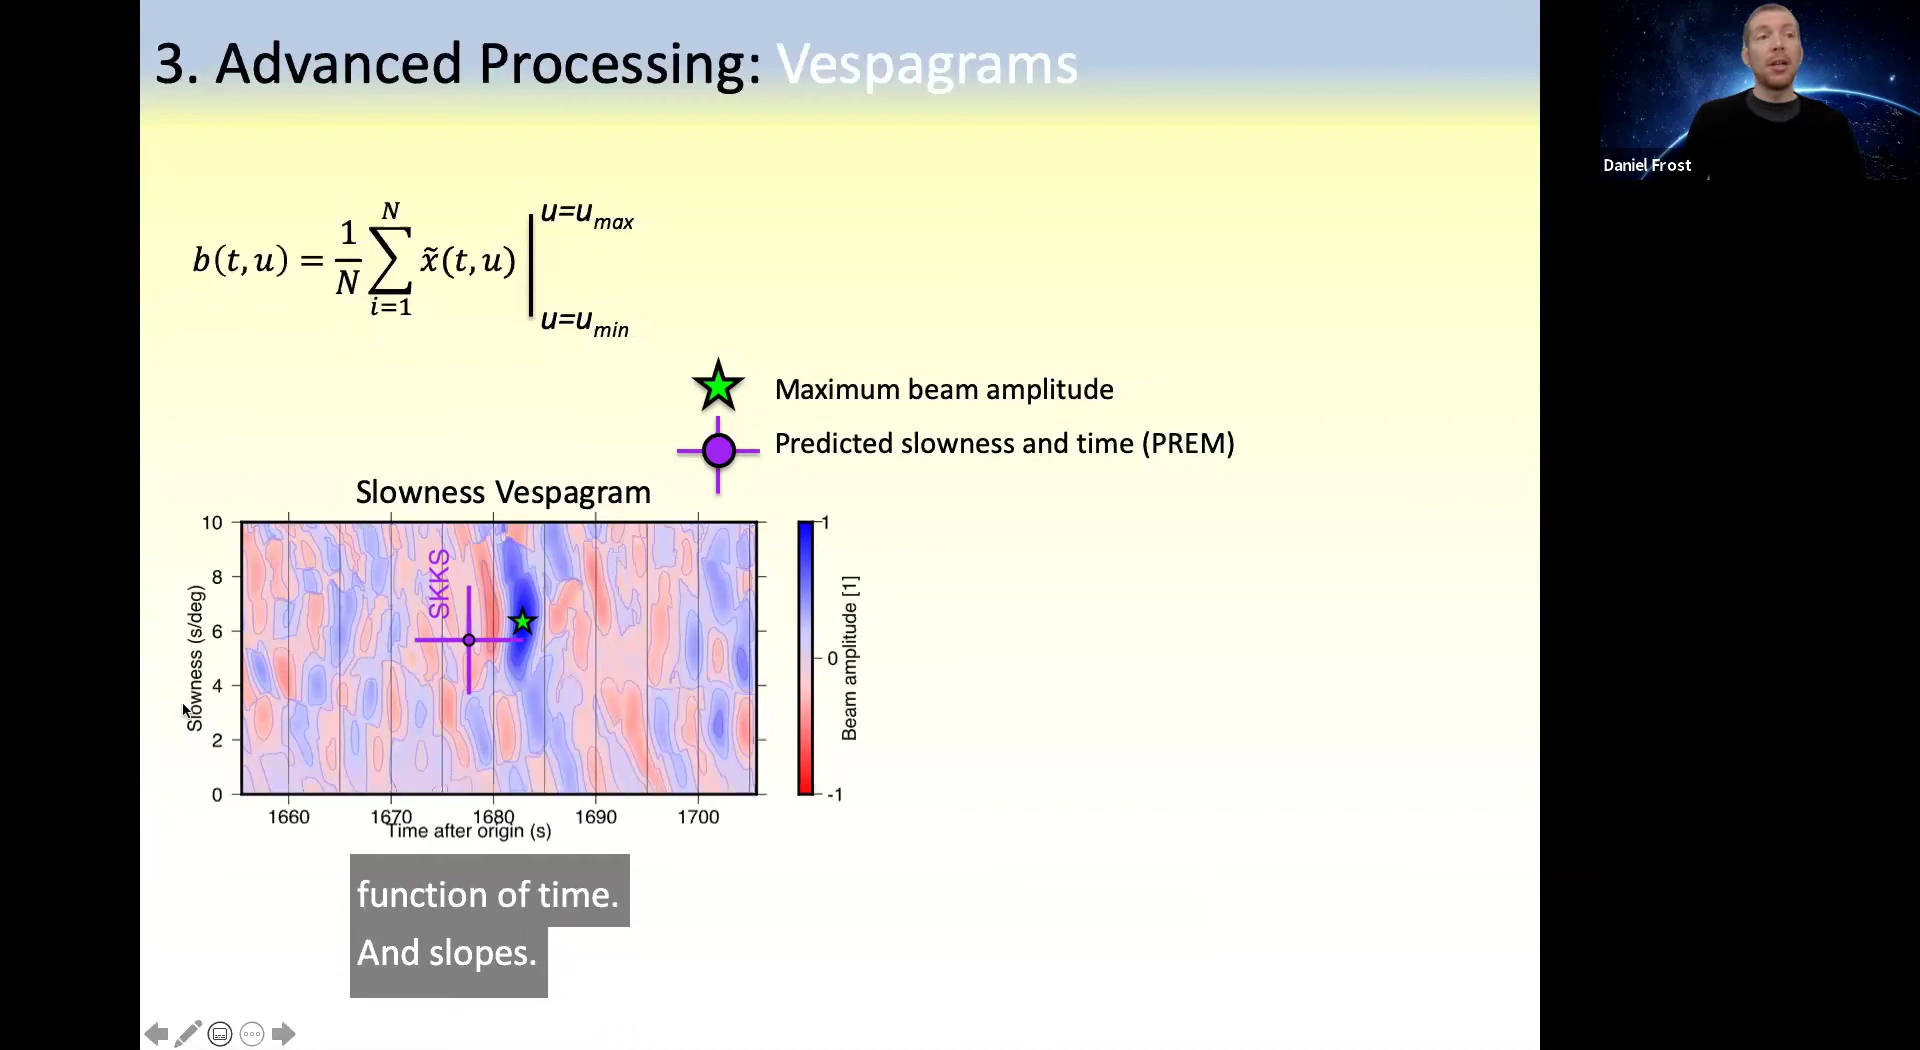 3. Advanced Processing: Vespagrams
Daniel Frost
b(t,u) = 1/N ∑_{i=1}^{N} x̃(t,u) |
u=u_max
u=u_min
Maximum beam amplitude
Predicted slowness and time (PREM)
Slowness Vespagram
10
8
6
4
2
0
Slowness (s/deg)
SKKS
1660 1670 1680 1690 1700
Time after origin (s)
1
0
-1
Beam amplitude [1]
function of time.
And slopes.